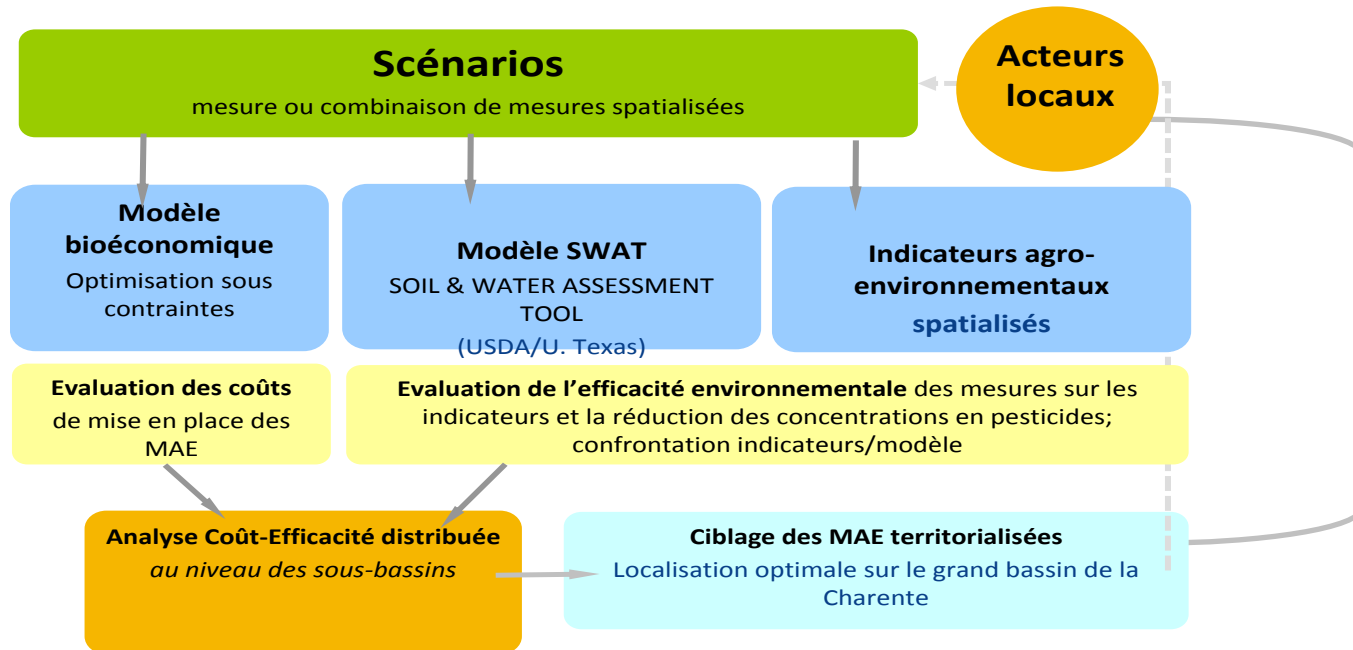 Scénarios
mesure ou combinaison de mesures spatialisées
Acteurs
locaux
Modèle
bioéconomique
Optimisation sous
contraintes
Modèle SWAT
SOIL & WATER ASSESSMENT
TOOL
(USDA/U. Texas)
Indicateurs agro-
environnementaux
spatialisés
Evaluation des coûts
de mise en place des
MAE
Evaluation de l’efficacité environnementale des mesures sur les
indicateurs et la réduction des concentrations en pesticides;
confrontation indicateurs/modèle
Analyse Coût-Efficacité distribuée
au niveau des sous-bassins
Ciblage des MAE territorialisées
Localisation optimale sur le grand bassin de la
Charente